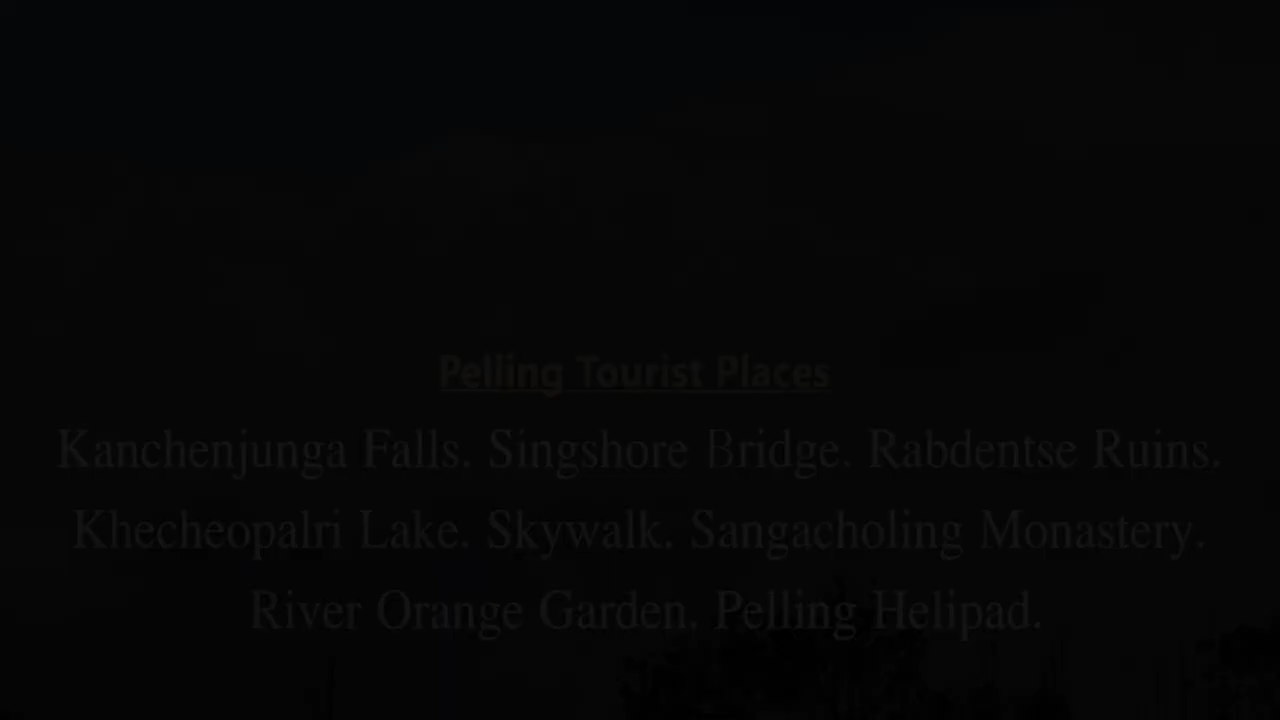 Pelling Tourist Places
Kanchenjunga Falls. Singshore Bridge. Rabdentse Ruins.
Khecheopalri Lake. Skywalk. Sangacholing Monastery.
River Orange Garden. Pelling Helipad.